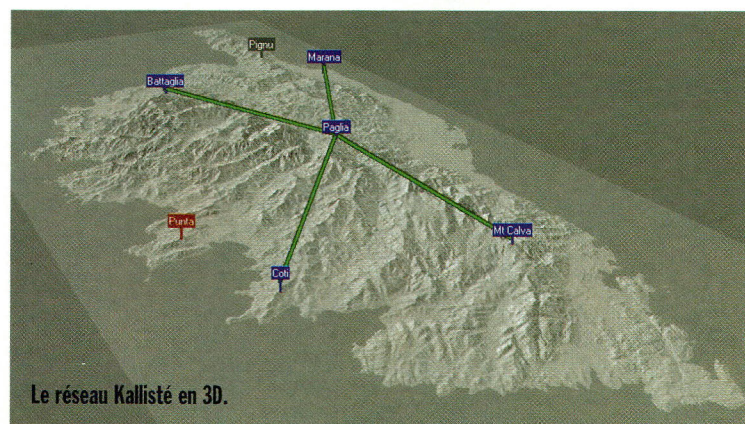 Pignu
Marana
Battaglia
Paglia
Punta
Mt Calva
Coti
Le réseau Kallisté en 3D.